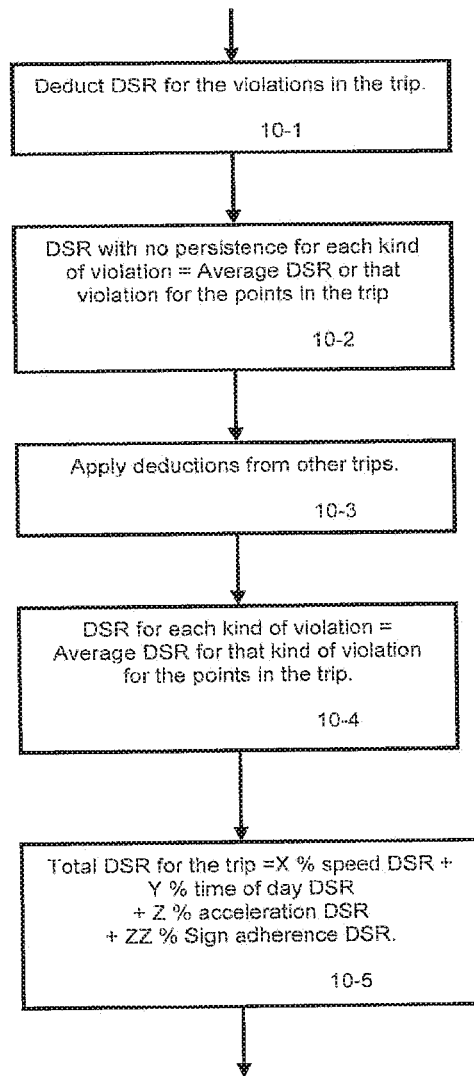 Deduct DSR for the violations in the trip.
10-1
DSR with no persistence for each kind
of violation = Average DSR or that
violation for the points in the trip
10-2
Apply deductions from other trips.
10-3
DSR for each kind of violation =
Average DSR for that kind of violation
for the points in the trip.
10-4
Total DSR for the trip =X % speed DSR +
Y % time of day DSR
+ Z % acceleration DSR
+ ZZ % Sign adherence DSR.
10-5